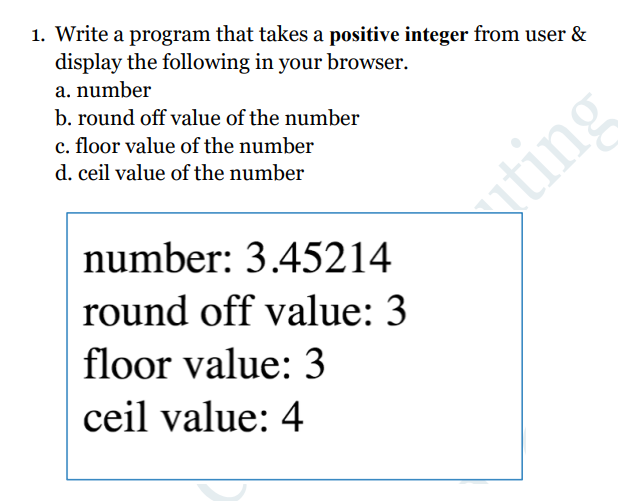 1. Write a program that takes a positive integer from user &
display the following in your browser.
a. number
b. round off value of the number
c. floor value of the number
d. ceil value of the number
uting
number: 3.45214
round off value: 3
floor value: 3
ceil value: 4